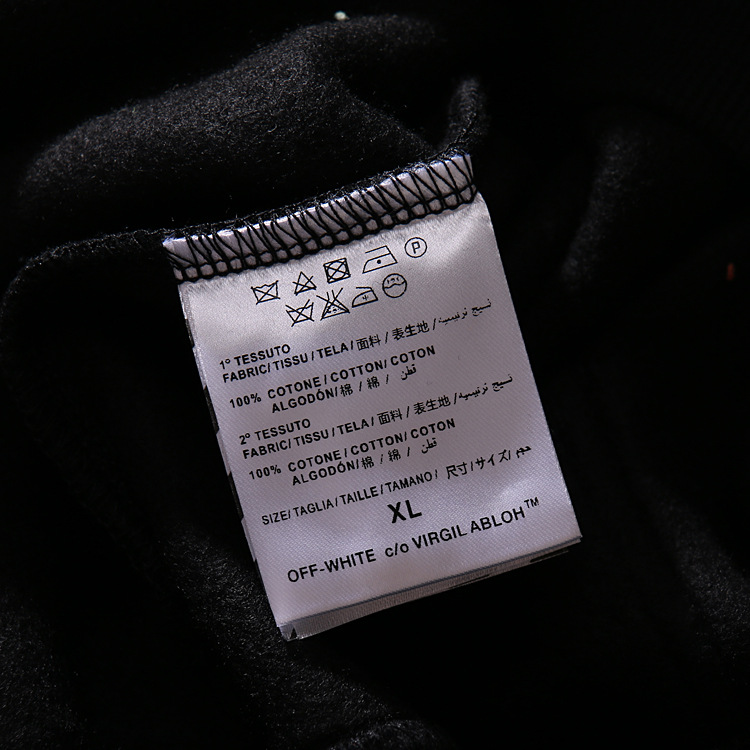 P
1° TESSUTO
FABRIC/TISSU/TELA/面料/表生地/نسيج ترئيسيه
100% COTONE/COTTON/COTON
ALGODÓN/棉/綿/قطن
2° TESSUTO
FABRIC/TISSU/TELA/面料/表生地/نسيج ترئيسيه
100% COTONE/COTTON/COTON
ALGODÓN/棉/綿/قطن
SIZE/TAGLIA/TAILLE/TAMANO/尺寸/サイズ/حجم
XL
OFF-WHITE c/o VIRGIL ABLOH™